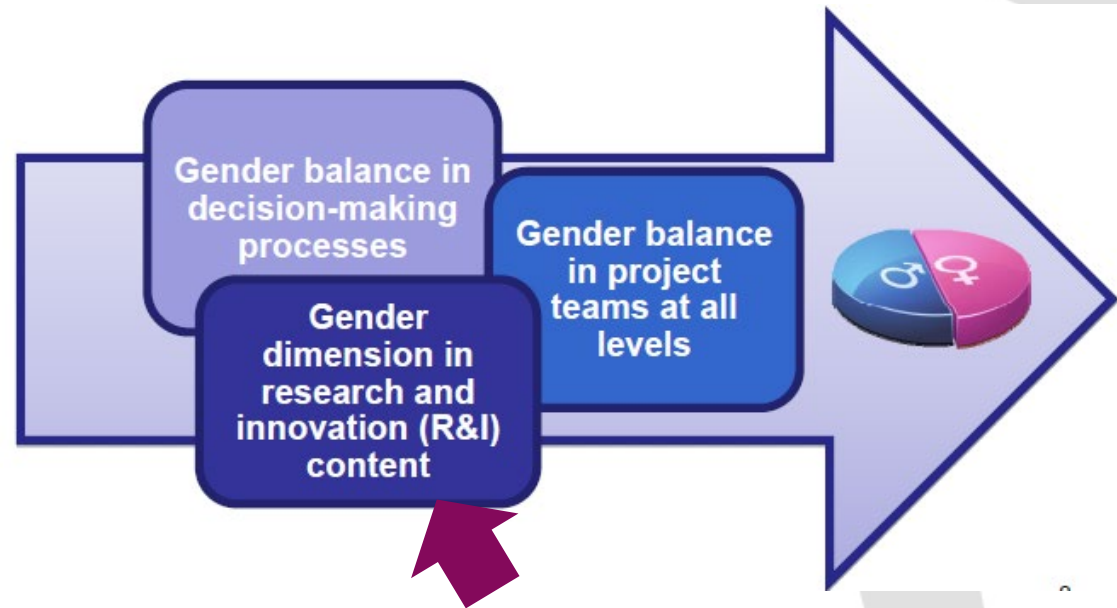 Gender balance in
decision-making
processes
Gender balance
in project
teams at all
levels
Gender
dimension in
research and
innovation (R&I)
content